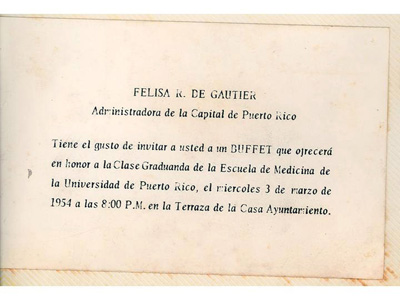 FELISA R. DE GAUTIER
Administradora de la Capital de Puerto Rico
Tiene el gusto de invitar a usted a un BUFFET que ofrecerá
en honor a la Clase Graduanda de la Escuela de Medicina de
la Universidad de Puerto Rico, el miercoles 3 de marzo de
1954 a las 8:00 P.M. en la Terraza de la Casa Ayuntamiento.